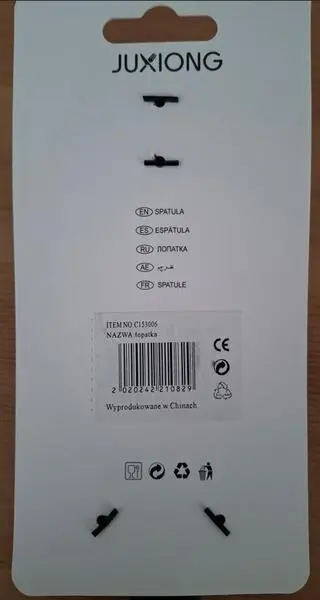 JUXIONG
EN SPATULA
ES ESPÁTULA
RU ЛОПАТКА
AE
FR SPATULE
ITEM NO:C153006
NAZWA:łopatka
2 020242 210829
CE
Wyprodukowane w Chinach